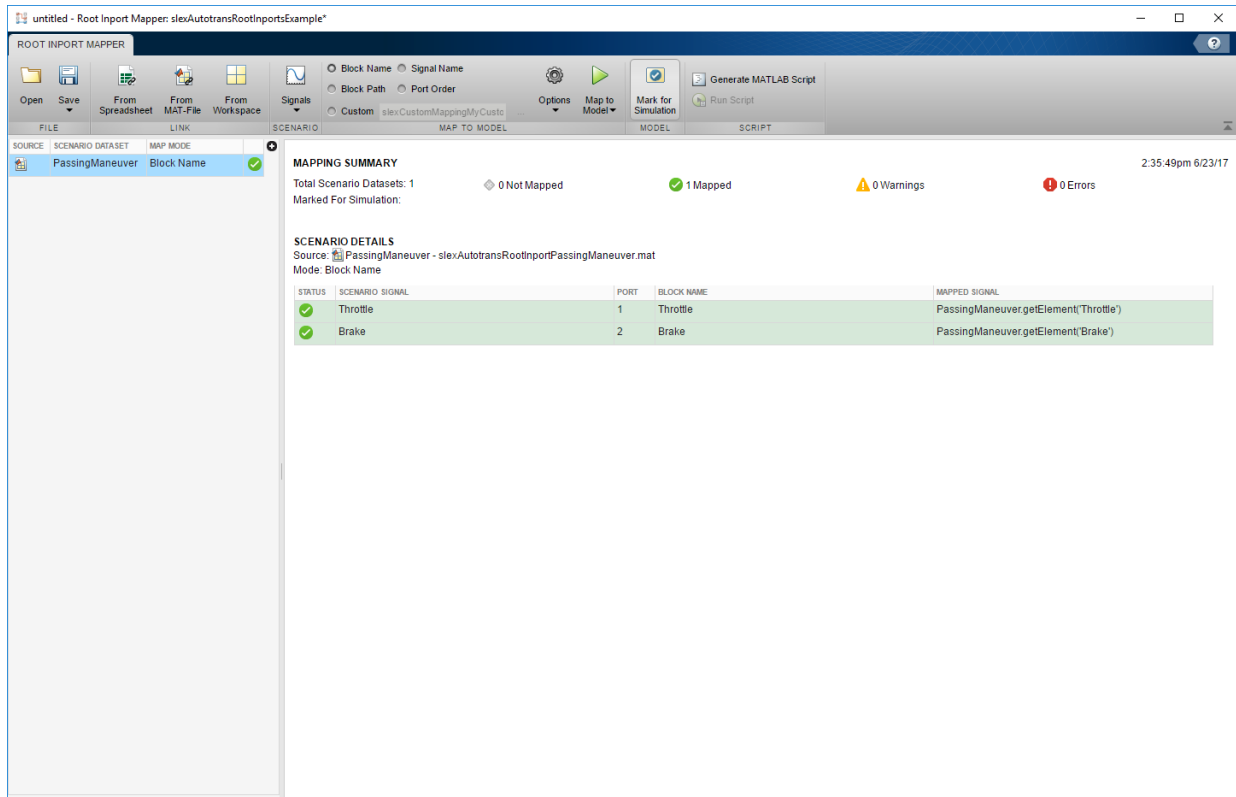 untitled - Root Inport Mapper: slexAutotransRootInportsExample*
ROOT INPORT MAPPER
?
Block Name Signal Name
Block Path Port Order
Custom slexCustomMappingMyCustc ...
Open Save From Spreadsheet From MAT-File From Workspace Signals Options Map to Model Mark for Simulation
Generate MATLAB Script
Run Script
FILE LINK SCENARIO MAP TO MODEL MODEL SCRIPT
SOURCE SCENARIO DATASET MAP MODE
PassingManeuver Block Name
MAPPING SUMMARY 2:35:49pm 6/23/17
Total Scenario Datasets: 1 0 Not Mapped 1 Mapped 0 Warnings 0 Errors
Marked For Simulation:
SCENARIO DETAILS
Source: PassingManeuver - slexAutotransRootInportPassingManeuver.mat
Mode: Block Name
STATUS SCENARIO SIGNAL PORT BLOCK NAME MAPPED SIGNAL
Throttle 1 Throttle PassingManeuver.getElement('Throttle')
Brake 2 Brake PassingManeuver.getElement('Brake')